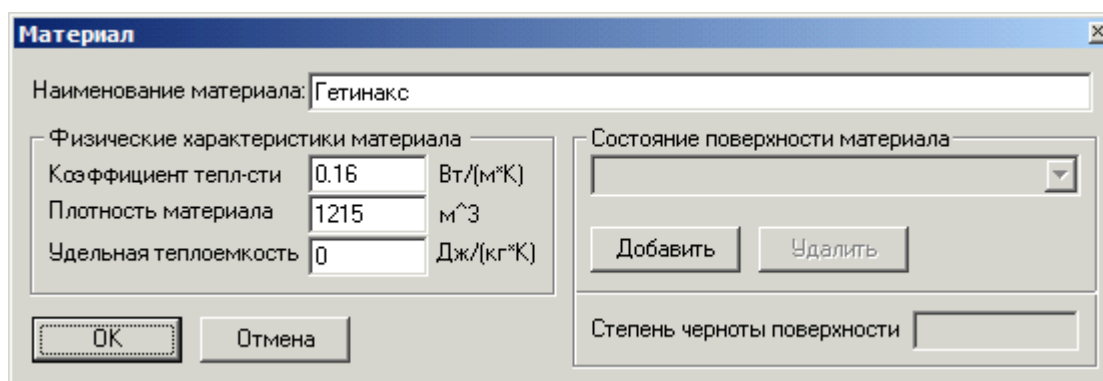 Материал
Наименование материала: Гетинакс
Физические характеристики материала
Коэффициент тепл-сти 0.16 Вт/(м*К)
Плотность материала 1215 м^3
Удельная теплоемкость 0 Дж/(кг*К)
Состояние поверхности материала
Добавить Удалить
Степень черноты поверхности
OK Отмена